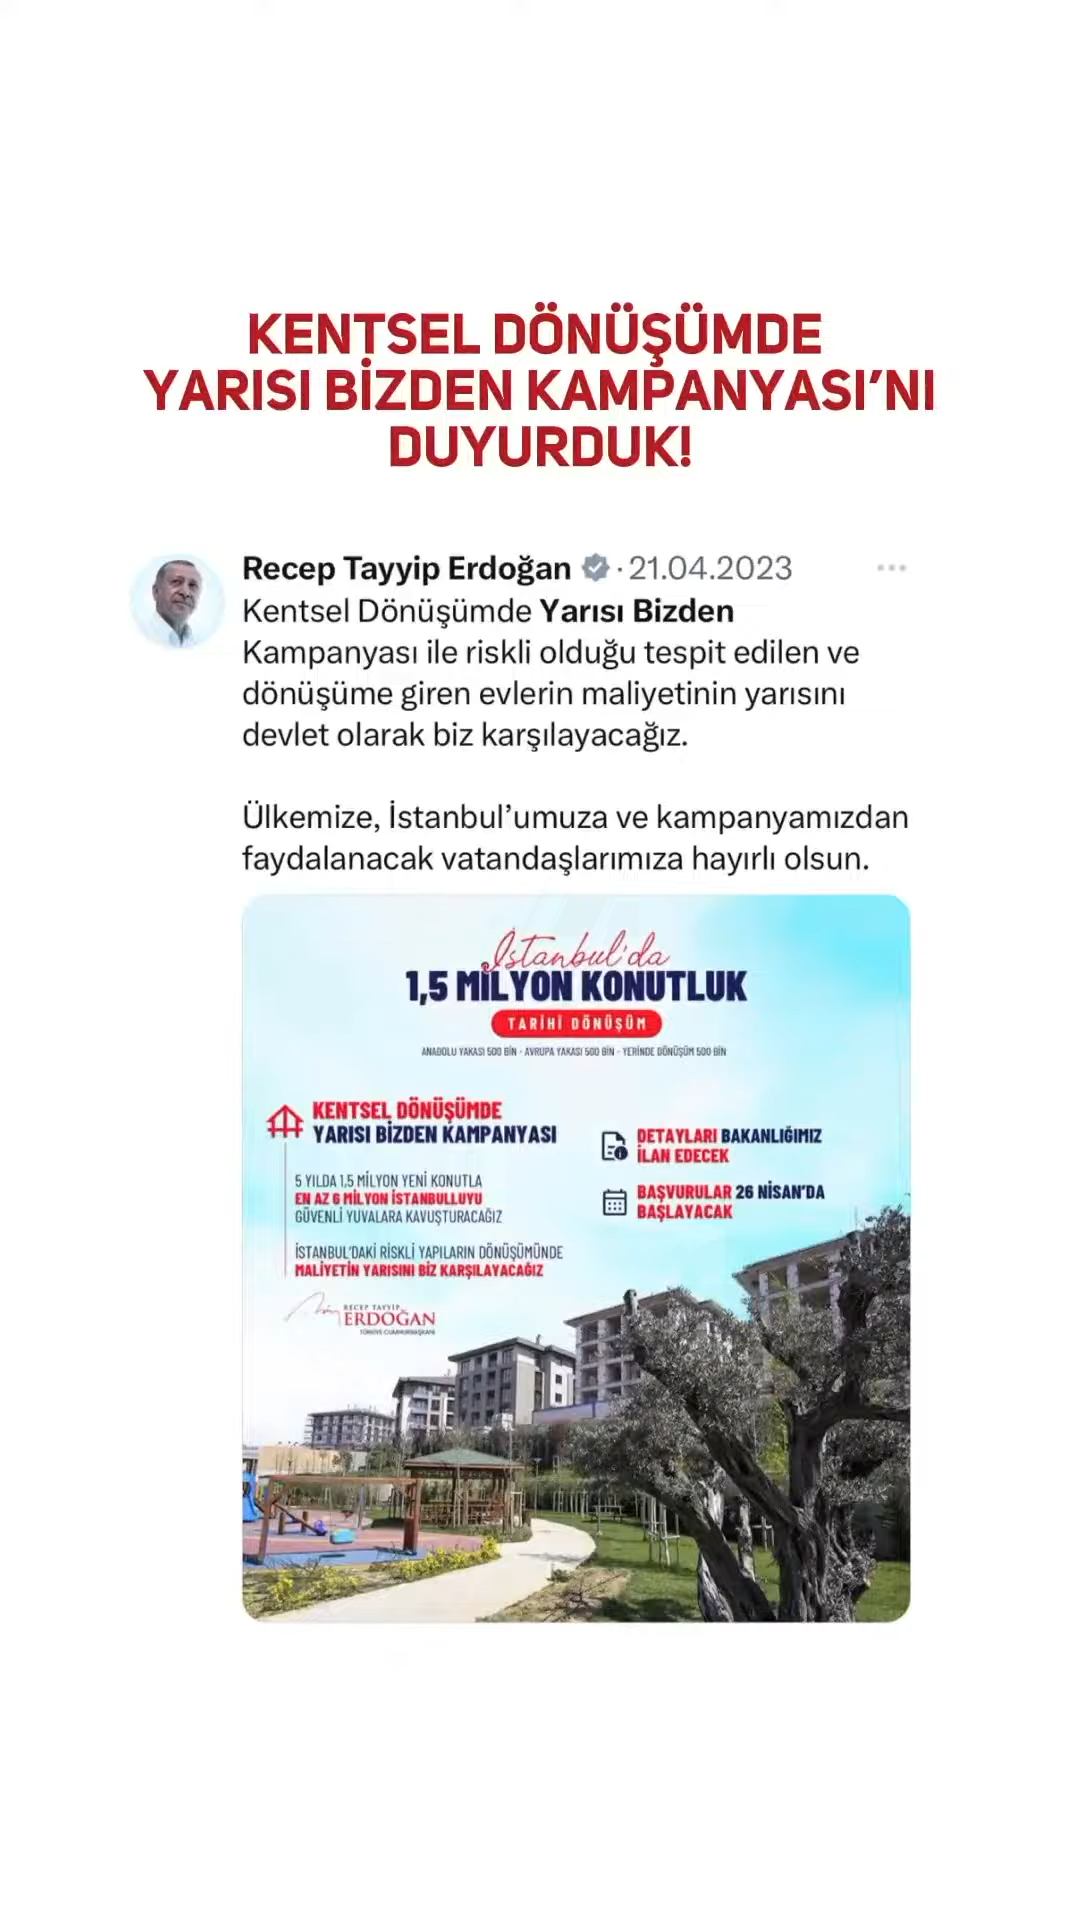 KENTSEL DÖNÜŞÜMDE
YARISI BİZDEN KAMPANYASI’NI
DUYURDUK!
Recep Tayyip Erdoğan · 21.04.2023
Kentsel Dönüşümde Yarısı Bizden
Kampanyası ile riskli olduğu tespit edilen ve
dönüşüme giren evlerin maliyetinin yarısını
devlet olarak biz karşılayacağız.
Ülkemize, İstanbul’umuza ve kampanyamızdan
faydalanacak vatandaşlarımıza hayırlı olsun.
İstanbul'da
1,5 MİLYON KONUTLUK
TARİHİ DÖNÜŞÜM
ANADOLU YAKASI 500 BİN - AVRUPA YAKASI 500 BİN - YERİNDE DÖNÜŞÜM 500 BİN
KENTSEL DÖNÜŞÜMDE
YARISI BİZDEN KAMPANYASI
5 YILDA 1,5 MİLYON YENİ KONUTLA
EN AZ 6 MİLYON İSTANBULLUYU
GÜVENLİ YUVALARA KAVUŞTURACAĞIZ
İSTANBUL'DAKİ RİSKLİ YAPILARIN DÖNÜŞÜMÜNDE
MALİYETİN YARISINI BİZ KARŞILAYACAĞIZ
RECEP TAYYİP
ERDOĞAN
TÜRKİYE CUMHURBAŞKANI
DETAYLARI BAKANLIĞIMIZ
İLAN EDECEK
BAŞVURULAR 26 NİSAN'DA
BAŞLAYACAK